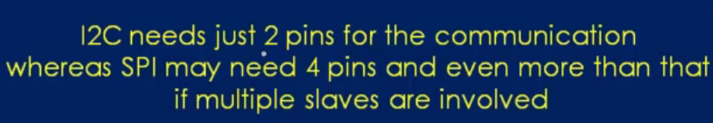 I2C needs just 2 pins for the communication
whereas SPI may need 4 pins and even more than that
if multiple slaves are involved